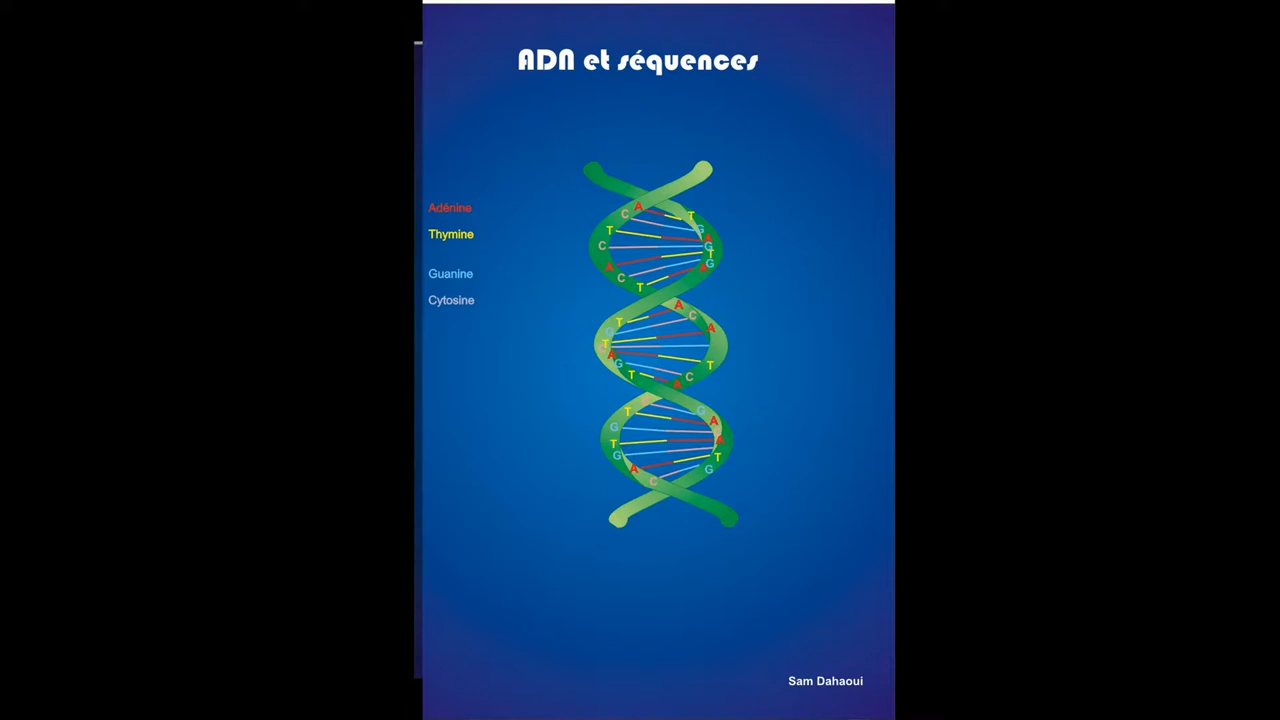 ADN et séquences
Adénine
Thymine
Guanine
Cytosine
A T
C G
T A
C G
T
A G
C A
T
A
T C
G A
T
A
G T
T C
A
G
T A
G
T A
G T
A G
C
Sam Dahaoui